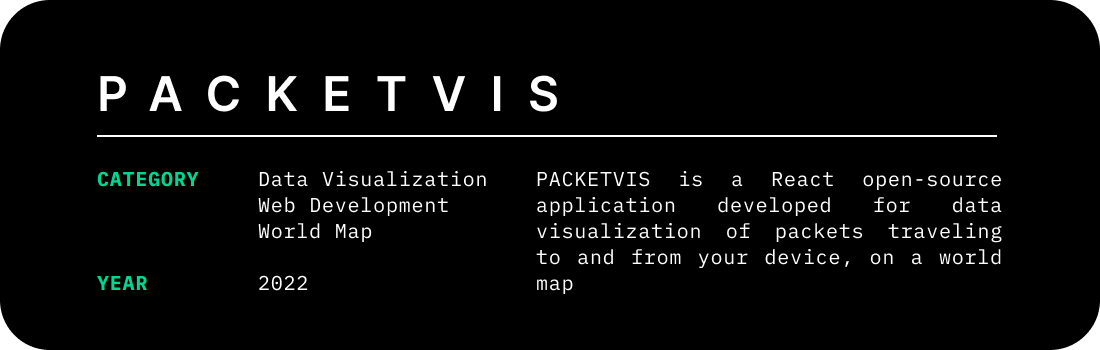 PACKETVIS
CATEGORY
Data Visualization
Web Development
World Map
YEAR
2022
PACKETVIS is a React open-source
application developed for data
visualization of packets traveling
to and from your device, on a world
map